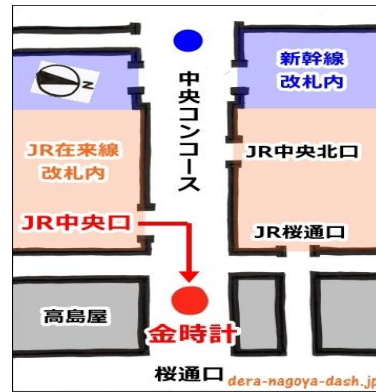 新幹線
改札内
N
中央コンコース
JR在来線
改札内
JR中央北口
JR中央口
JR桜通口
高島屋
金時計
桜通口
dera-nagoya-dash.jp